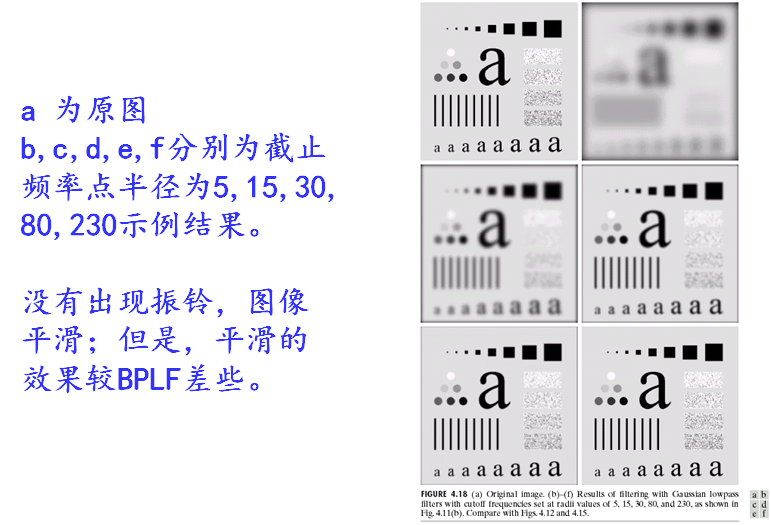 a 为原图
b,c,d,e,f分别为截止
频率点半径为5,15,30,
80,230示例结果。
没有出现振铃，图像
平滑；但是，平滑的
效果较BPLF差些。
a
a a a a a a a a
a
a a a a a a a a
a
a a a a a a a a
a
a a a a a a a a
a
a a a a a a a a
FIGURE 4.18 (a) Original image. (b)–(f) Results of filtering with Gaussian lowpass
filters with cutoff frequencies set at radii values of 5, 15, 30, 80, and 230, as shown in
Fig. 4.11(b). Compare with Figs. 4.12 and 4.15.
a b
c d
e f